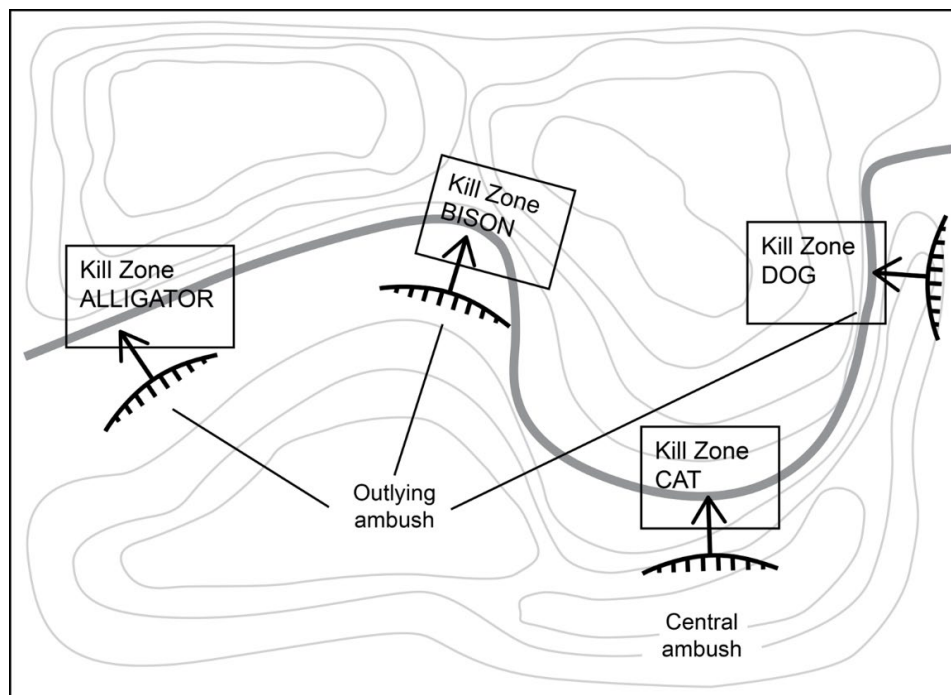 Kill Zone
BISON
Kill Zone
ALLIGATOR
Kill Zone
DOG
Kill Zone
CAT
Outlying
ambush
Central
ambush